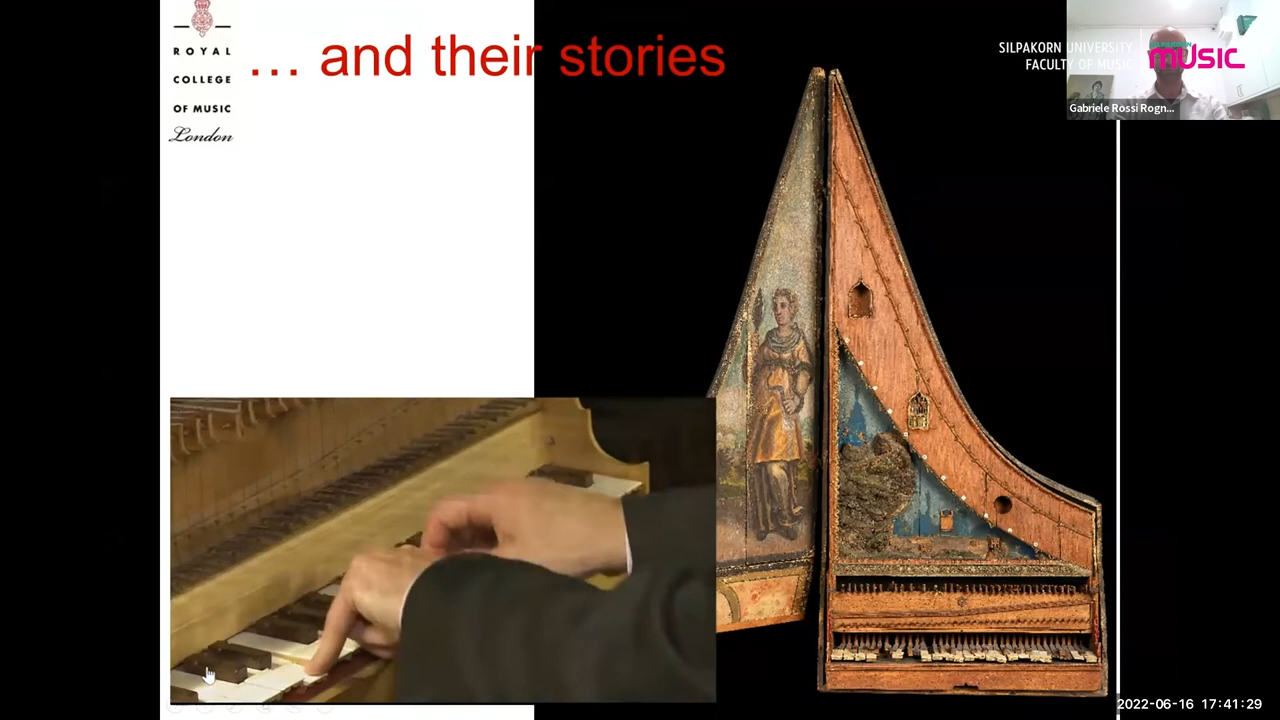 ROYAL
COLLEGE
OF MUSIC
London
... and their stories
SILPAKORN UNIVERSITY
FACULTY OF MUSIC
SILPAKORN
MUSIC
Gabriele Rossi Rogn...
2022-06-16 17:41:29